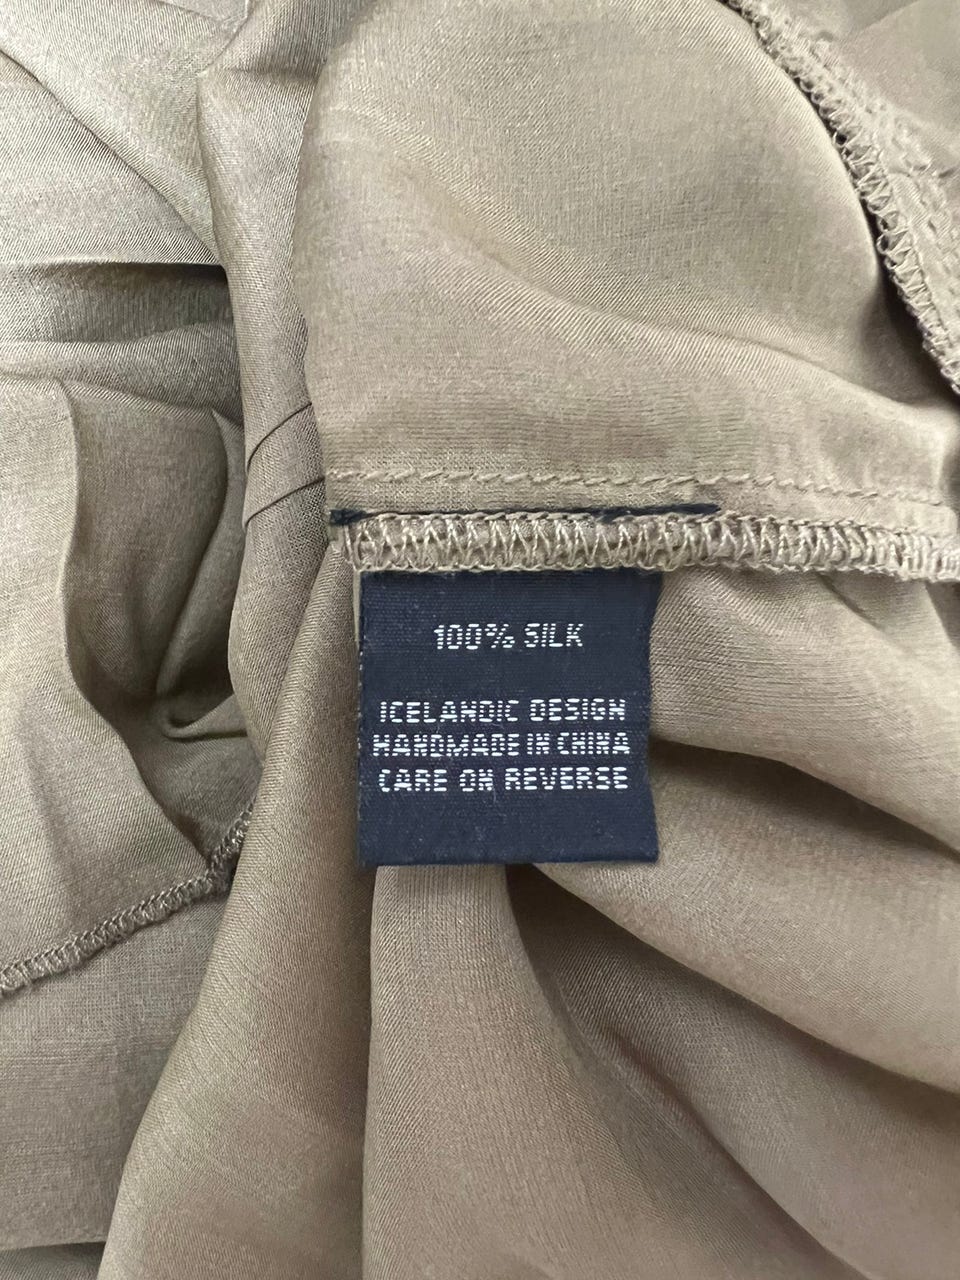 100% SILK
ICELANDIC DESIGN
HANDMADE IN CHINA
CARE ON REVERSE